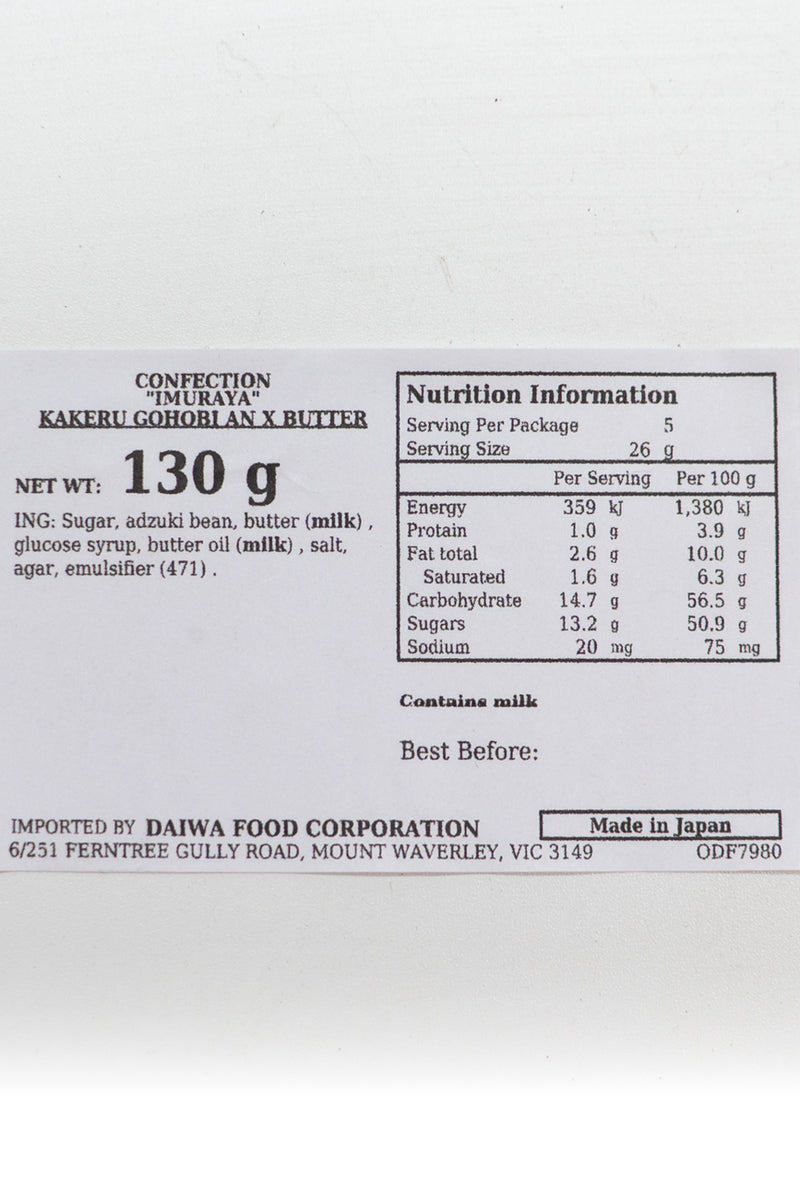 CONFECTION
"IMURAYA"
KAKERU GOHOBI AN X BUTTER
NET WT: 130 g
ING: Sugar, adzuki bean, butter (milk) ,
glucose syrup, butter oil (milk) , salt,
agar, emulsifier (471) .
Nutrition Information
Serving Per Package 5
Serving Size 26 g
Per Serving Per 100 g
Energy 359 kJ 1,380 kJ
Protein 1.0 g 3.9 g
Fat total 2.6 g 10.0 g
Saturated 1.6 g 6.3 g
Carbohydrate 14.7 g 56.5 g
Sugars 13.2 g 50.9 g
Sodium 20 mg 75 mg
Contains milk
Best Before:
IMPORTED BY DAIWA FOOD CORPORATION
Made in Japan
6/251 FERNTREE GULLY ROAD, MOUNT WAVERLEY, VIC 3149
ODF7980